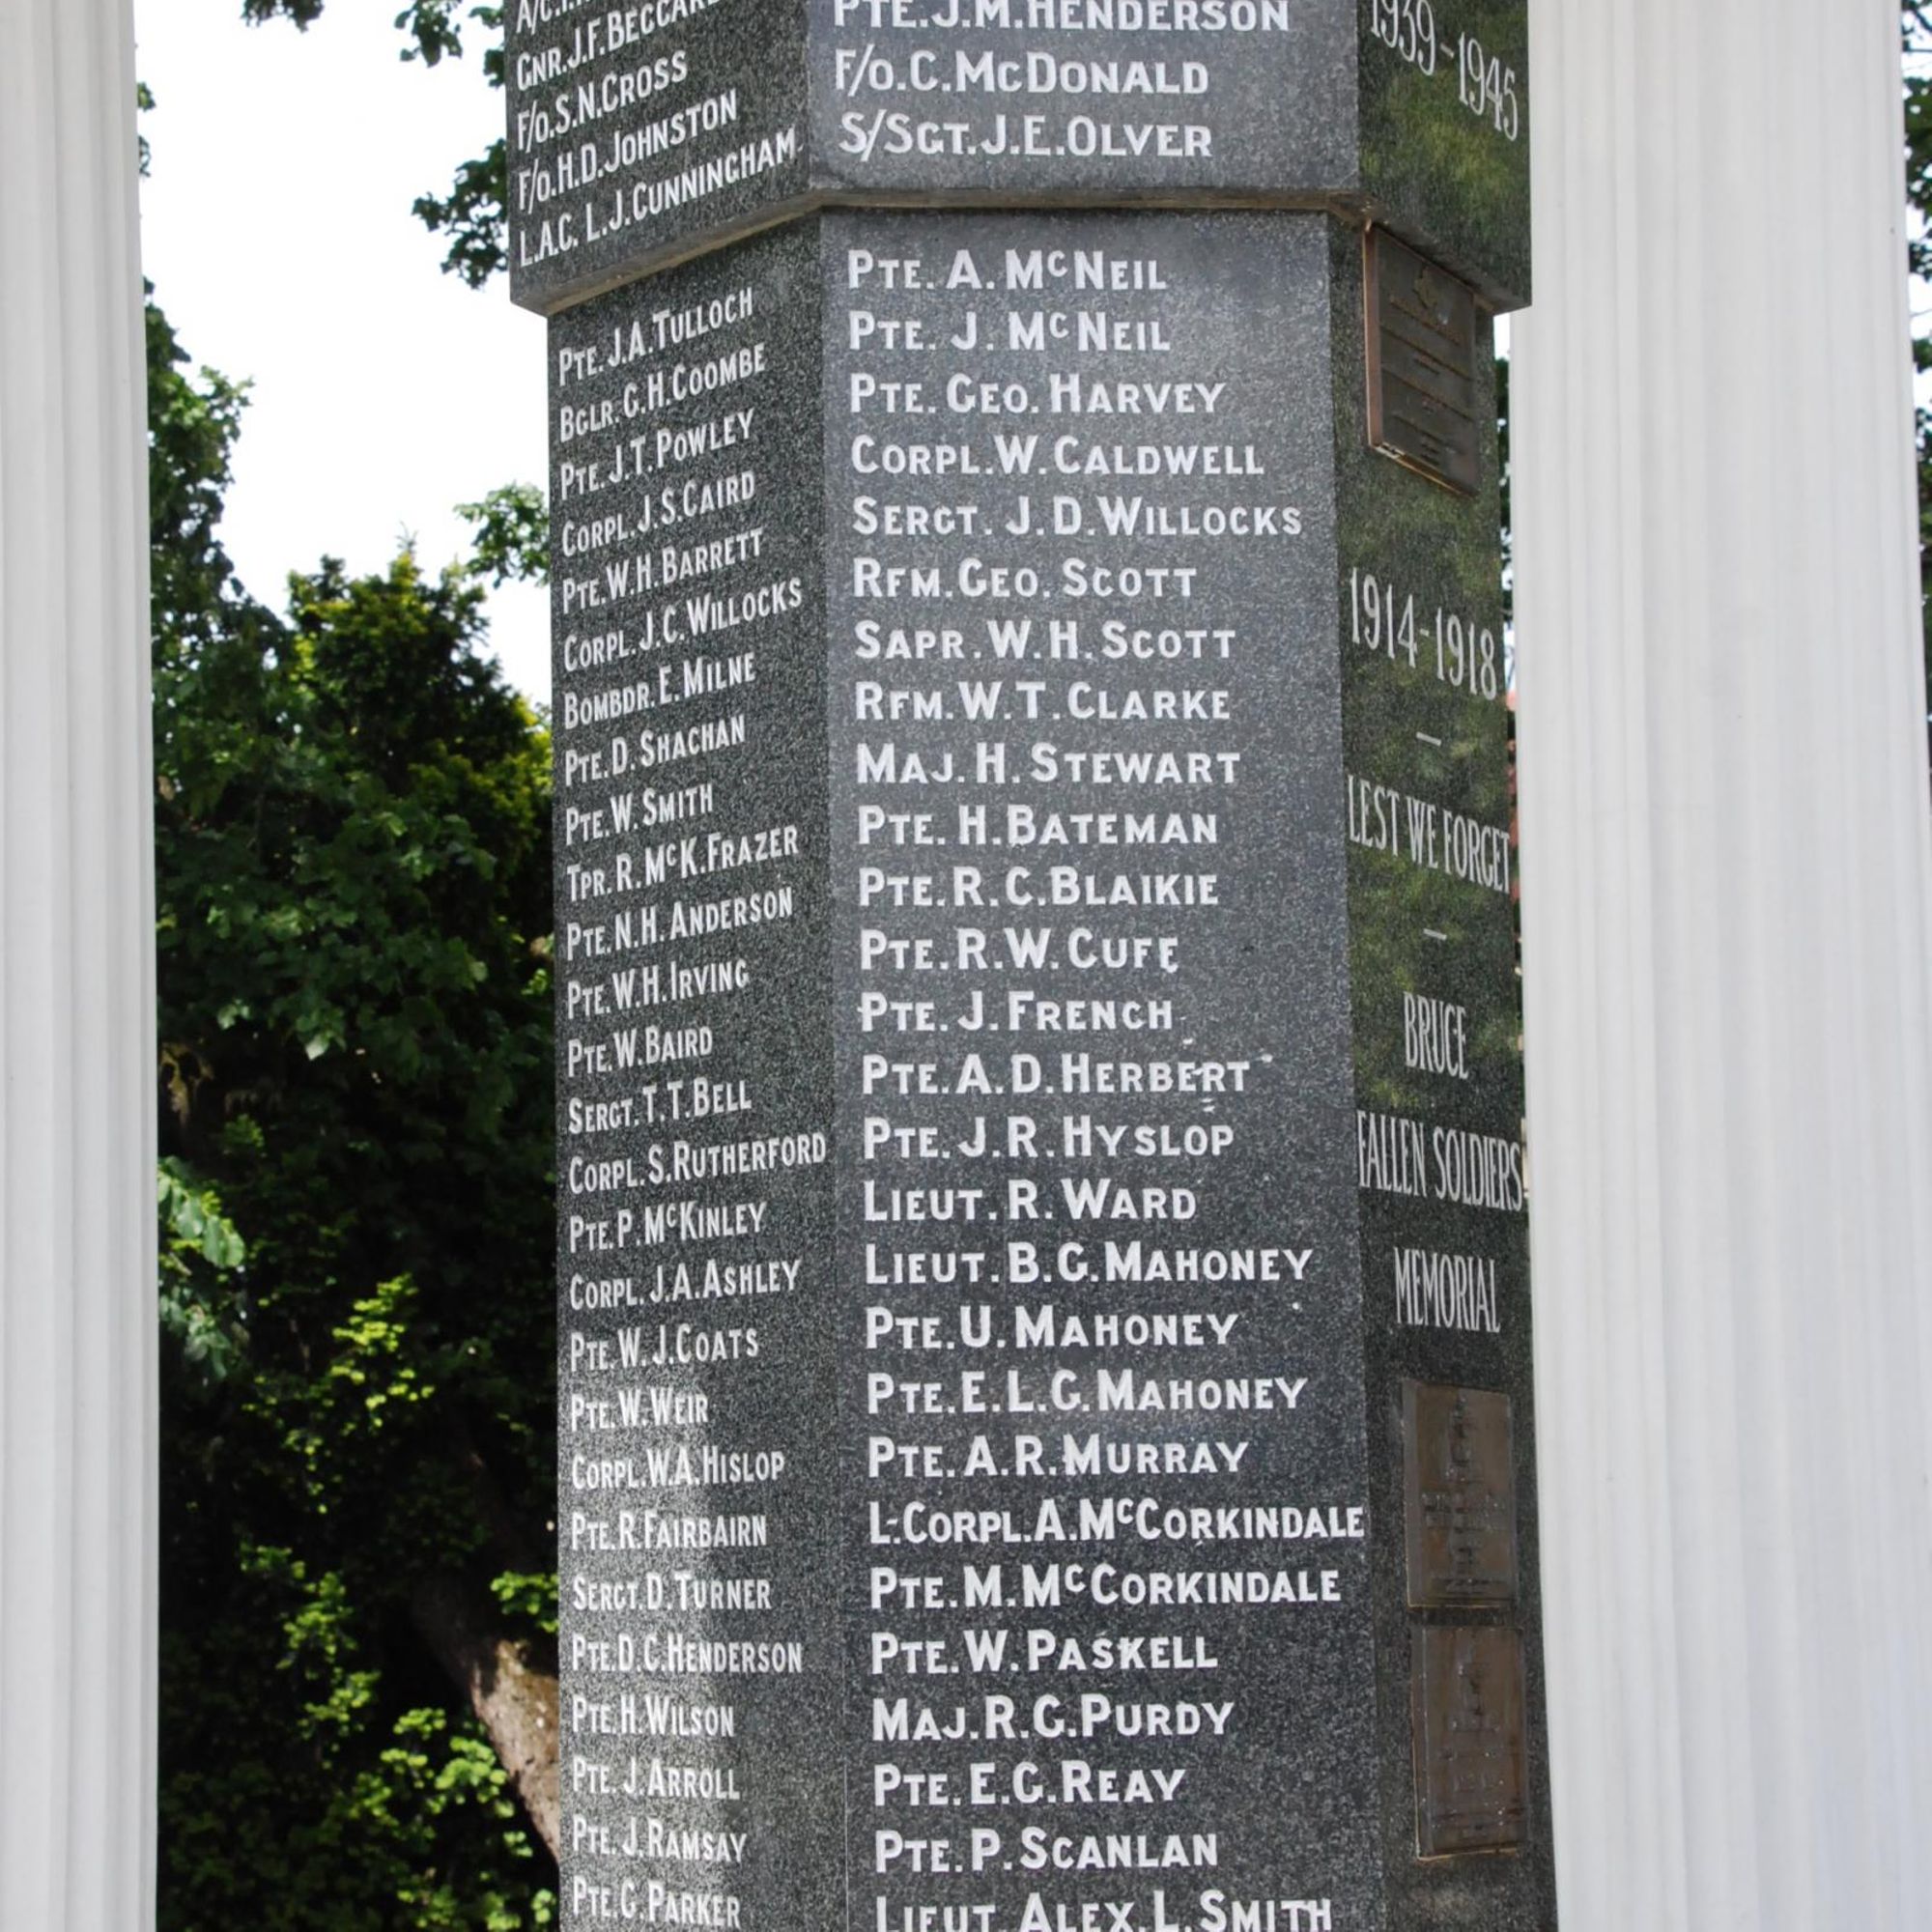 GNR. J. F. BECCARE
F/O. S. N. CROSS
F/O. H. D. JOHNSTON
L.A.C. L. J. CUNNINGHAM
PTE. J. M. HENDERSON
F/O. C. McDONALD
S/SGT. J. E. OLVER
1939-1945
PTE. J. A. TULLOCH
BGLR. G. H. COOMBE
PTE. J. T. POWLEY
CORPL. J. S. CAIRD
PTE. W. H. BARRETT
CORPL. J. C. WILLOCKS
BOMBDR. E. MILNE
PTE. D. SHACHAN
PTE. W. SMITH
TPR. R. McK. FRAZER
PTE. N. H. ANDERSON
PTE. W. H. IRVING
PTE. W. BAIRD
SERGT. T. T. BELL
CORPL. S. RUTHERFORD
PTE. P. McKINLEY
CORPL. J. A. ASHLEY
PTE. W. J. COATS
PTE. W. WEIR
CORPL. W. A. HISLOP
PTE. R. FAIRBAIRN
SERGT. D. TURNER
PTE. D. C. HENDERSON
PTE. H. WILSON
PTE. J. ARROLL
PTE. J. RAMSAY
PTE. G. PARKER
PTE. A. McNEIL
PTE. J. McNEIL
PTE. GEO. HARVEY
CORPL. W. CALDWELL
SERGT. J. D. WILLOCKS
RFM. GEO. SCOTT
SAPR. W. H. SCOTT
RFM. W. T. CLARKE
MAJ. H. STEWART
PTE. H. BATEMAN
PTE. R. C. BLAIKIE
PTE. R. W. CUFF
PTE. J. FRENCH
PTE. A. D. HERBERT
PTE. J. R. HYSLOP
LIEUT. R. WARD
LIEUT. B. G. MAHONEY
PTE. U. MAHONEY
PTE. E. L. G. MAHONEY
PTE. A. R. MURRAY
L-CORPL. A. McCORKINDALE
PTE. M. McCORKINDALE
PTE. W. PASKELL
MAJ. R. G. PURDY
PTE. E. G. REAY
PTE. P. SCANLAN
LIEUT. ALEX. L. SMITH
1914-1918
—
LEST WE FORGET
—
BRUCE
FALLEN SOLDIERS
MEMORIAL